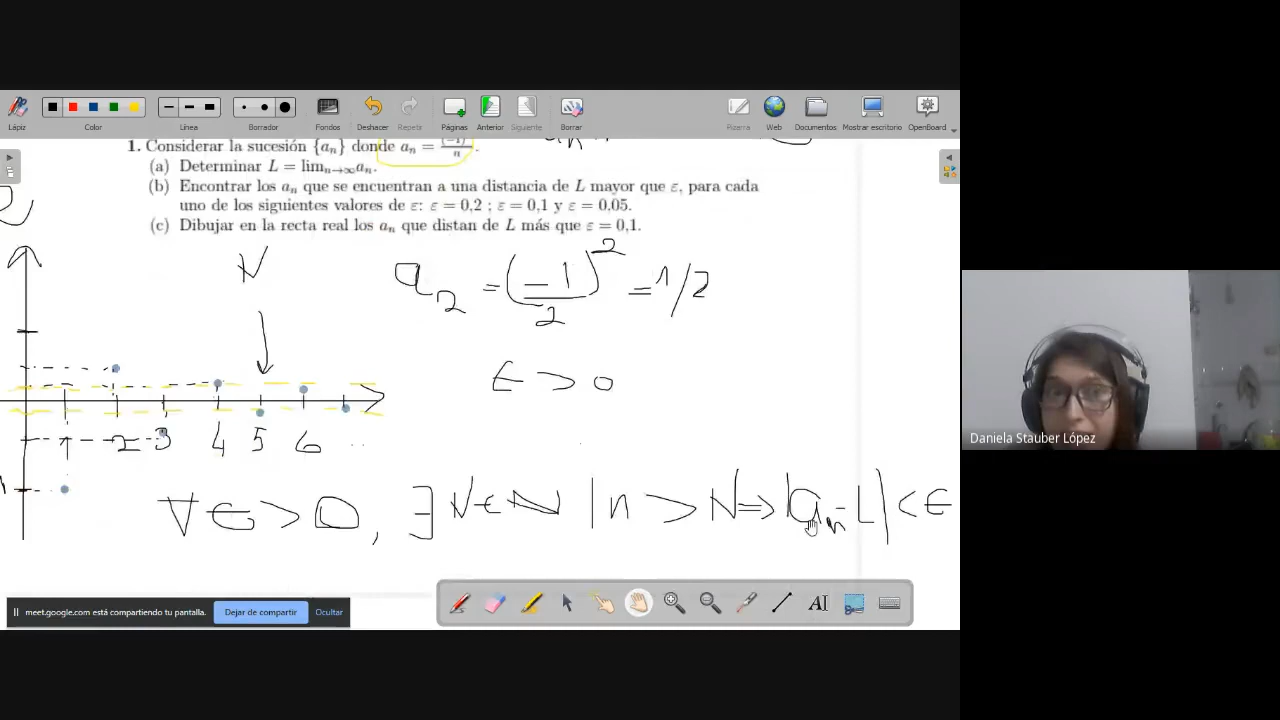 Lápiz Color Línea Borrador Fondos Deshacer Repetir Páginas Anterior Siguiente Borrar Pizarra Web Documentos Mostrar escritorio OpenBoard
1. Considerar la sucesión {aₙ} donde aₙ = (-1)ⁿ/n.
(a) Determinar L = limₙ→∞ aₙ.
(b) Encontrar los aₙ que se encuentran a una distancia de L mayor que ε, para cada
uno de los siguientes valores de ε: ε = 0,2 ; ε = 0,1 y ε = 0,05.
(c) Dibujar en la recta real los aₙ que distan de L más que ε = 0,1.
N
a₂ = (-1)²/2 = 1/2
ε > 0
1 2 3 4 5 6 ...
∀ε > 0, ∃ N ∈ ℕ | n > N ⇒ |aₙ - L| < ε
Daniela Stauber López
meet.google.com está compartiendo tu pantalla. Dejar de compartir Ocultar
AI